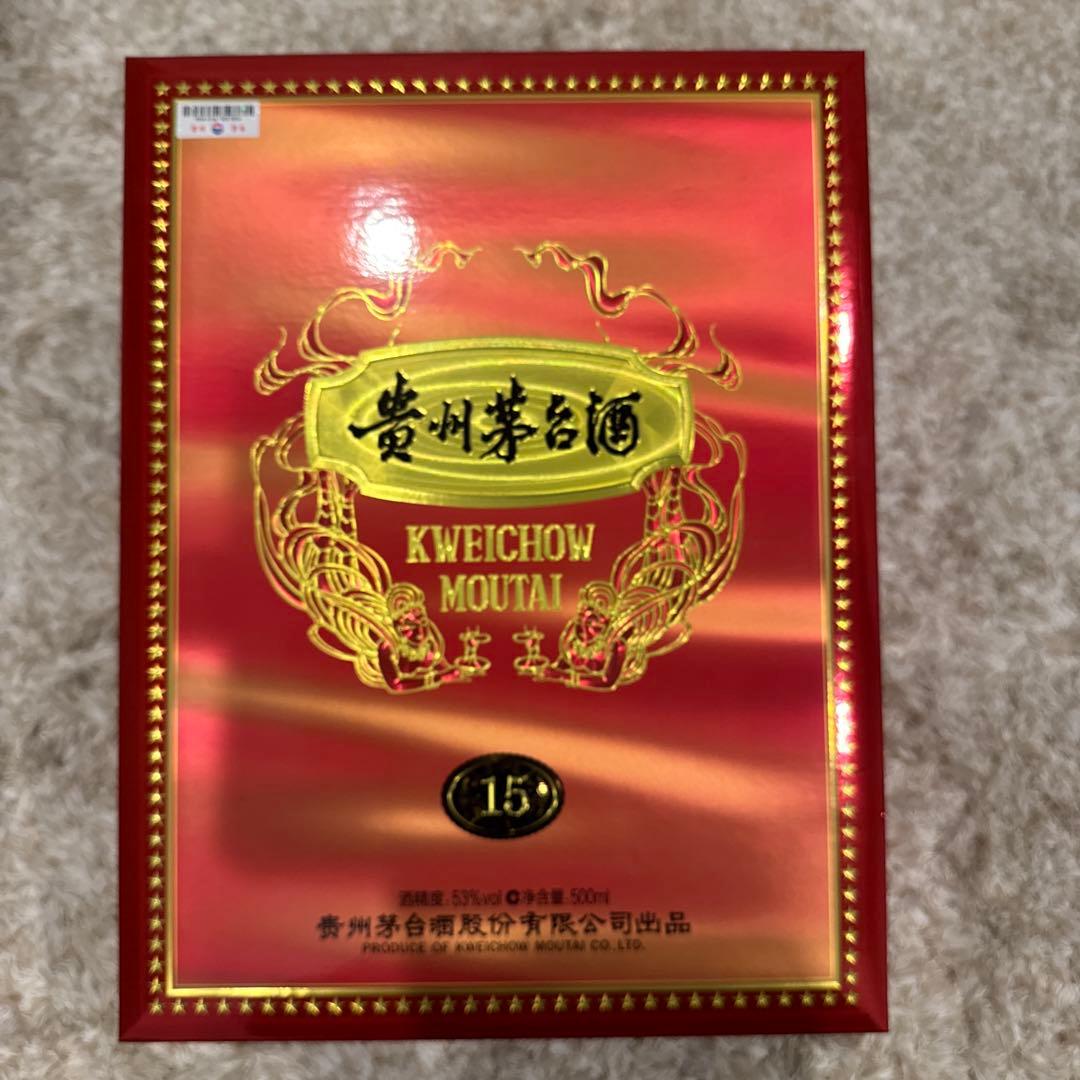 贵州茅台酒
KWEICHOW
MOUTAI
15
酒精度: 53%vol 净含量: 500ml
贵州茅台酒股份有限公司出品
PRODUCE OF KWEICHOW MOUTAI CO.,LTD.